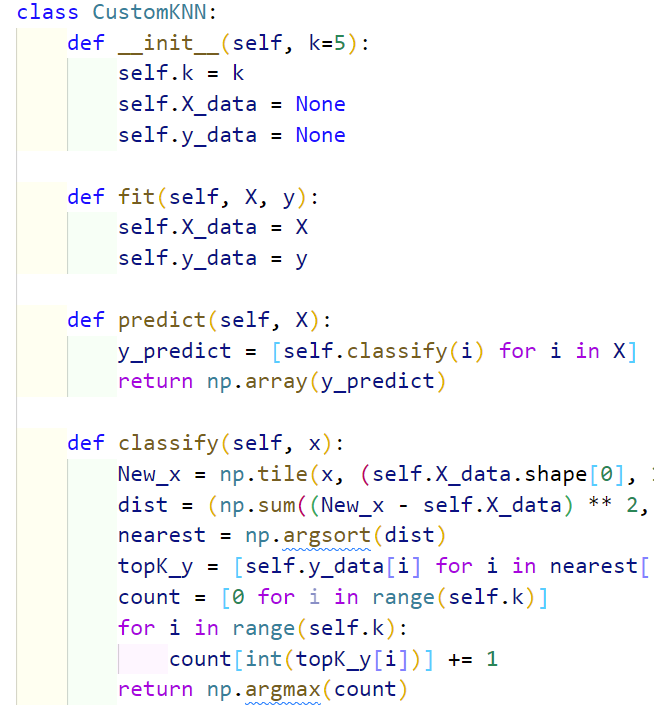 class CustomKNN:
    def __init__(self, k=5):
        self.k = k
        self.X_data = None
        self.y_data = None

    def fit(self, X, y):
        self.X_data = X
        self.y_data = y

    def predict(self, X):
        y_predict = [self.classify(i) for i in X]
        return np.array(y_predict)

    def classify(self, x):
        New_x = np.tile(x, (self.X_data.shape[0],
        dist = (np.sum((New_x - self.X_data) ** 2,
        nearest = np.argsort(dist)
        topK_y = [self.y_data[i] for i in nearest[
        count = [0 for i in range(self.k)]
        for i in range(self.k):
            count[int(topK_y[i])] += 1
        return np.argmax(count)